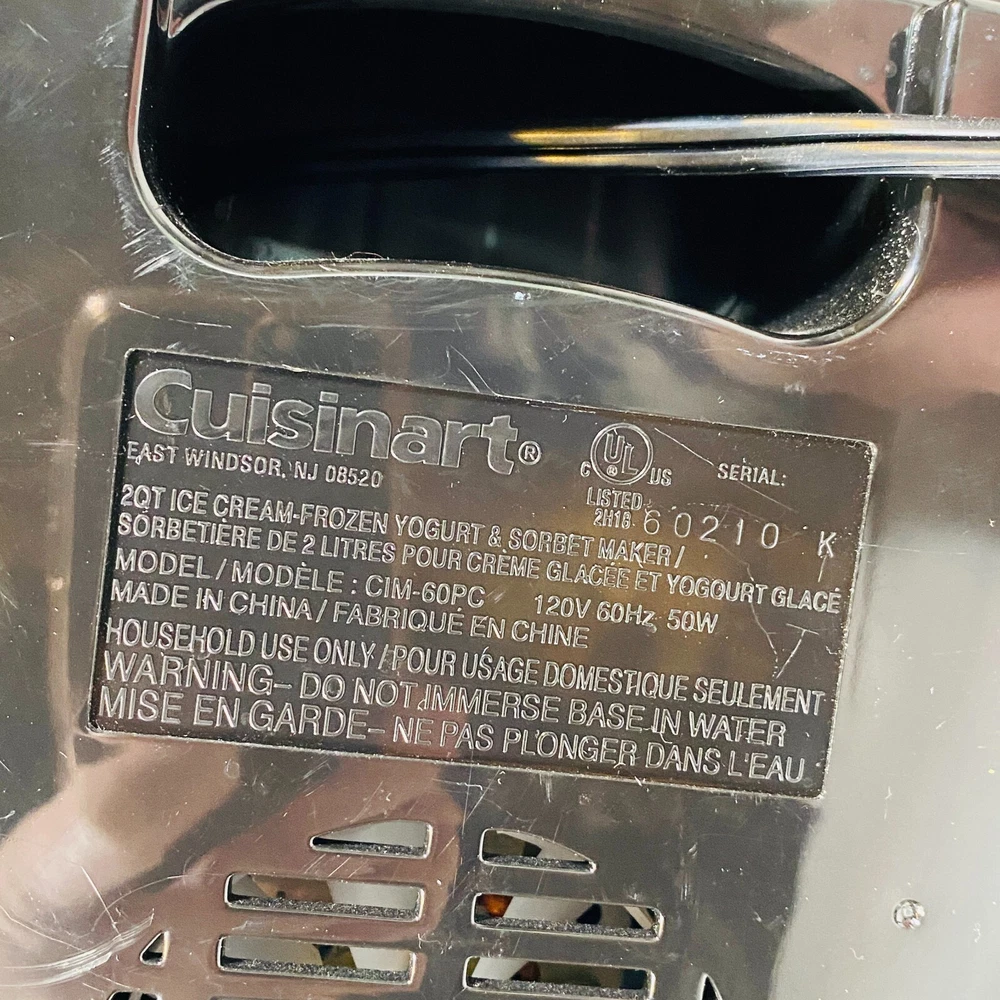 Cuisinart®
EAST WINDSOR, NJ 08520
C UL ® US
LISTED
2H18
SERIAL:
60210 K
2QT ICE CREAM-FROZEN YOGURT & SORBET MAKER /
SORBETIÈRE DE 2 LITRES POUR CRÈME GLACÉE ET YOGOURT GLACÉ
MODEL / MODÈLE : CIM-60PC 120V 60Hz 50W
MADE IN CHINA / FABRIQUÉ EN CHINE
HOUSEHOLD USE ONLY / POUR USAGE DOMESTIQUE SEULEMENT
WARNING– DO NOT IMMERSE BASE IN WATER
MISE EN GARDE– NE PAS PLONGER DANS L'EAU